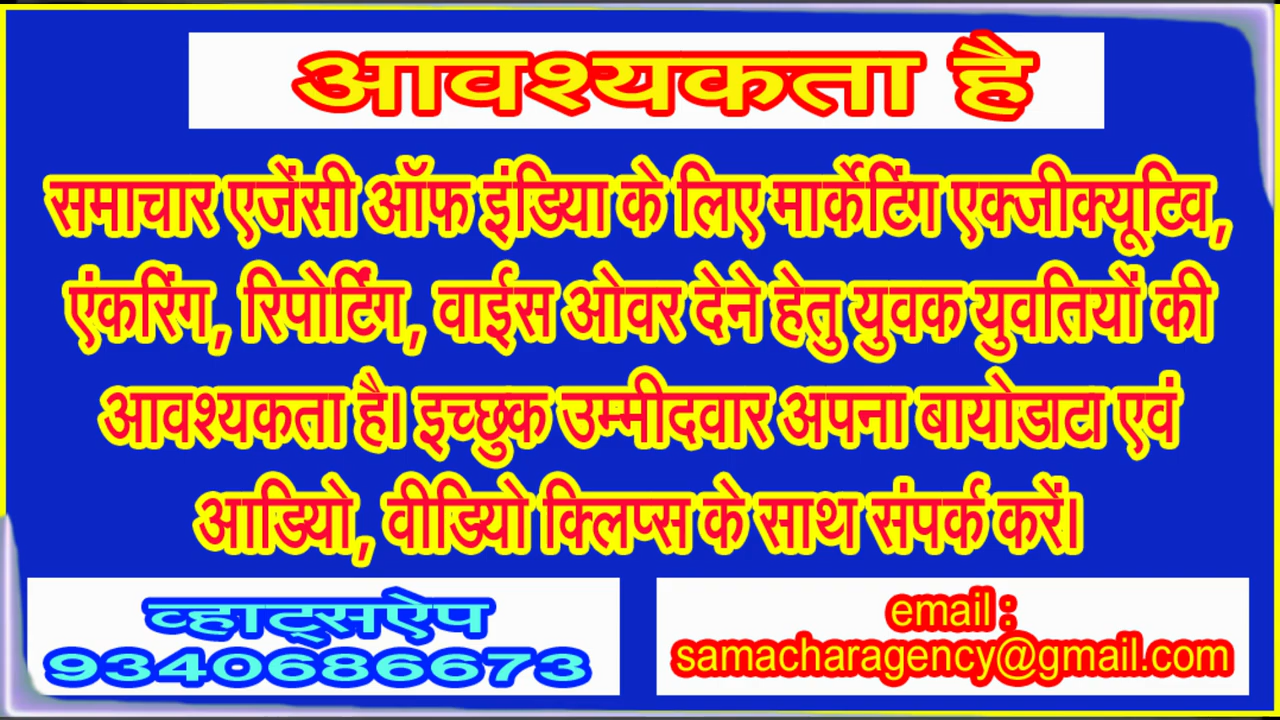 आवश्यकता है
समाचार एजेंसी ऑफ इंडिया के लिए मार्केटिंग एक्जीक्यूटिव,
एंकरिंग, रिपोर्टिंग, वाईस ओवर देने हेतु युवक युवतियों की
आवश्यकता है। इच्छुक उम्मीदवार अपना बायोडाटा एवं
आडियो, वीडियो क्लिप्स के साथ संपर्क करें।
व्हाट्सऐप
9340686673
email :
samacharagency@gmail.com